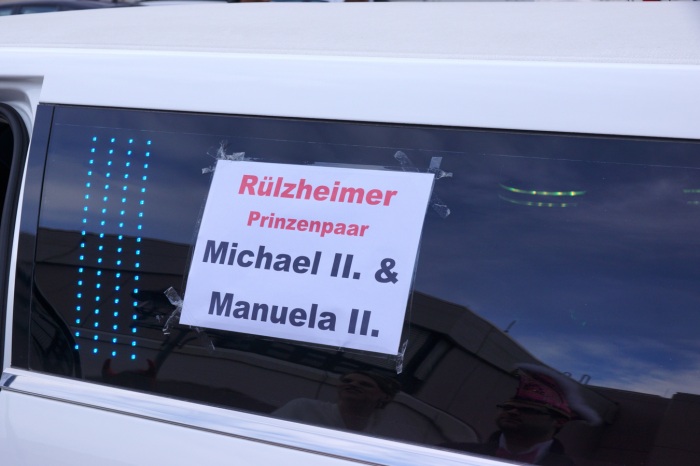 Rülzheimer
Prinzenpaar
Michael II. &
Manuela II.